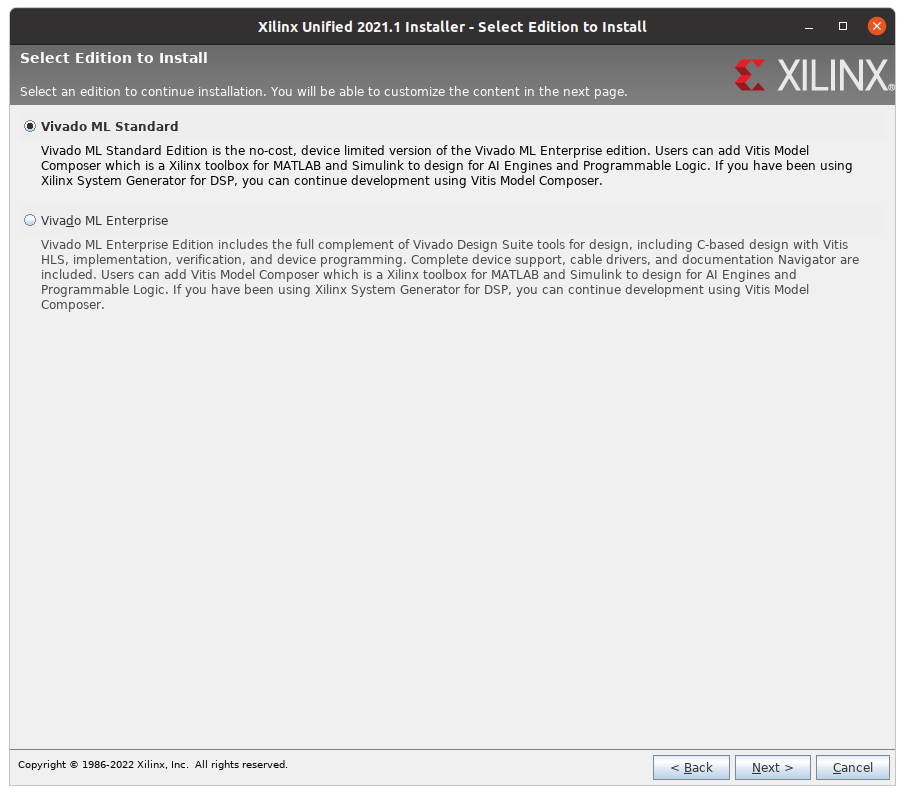 Xilinx Unified 2021.1 Installer - Select Edition to Install
Select Edition to Install
Select an edition to continue installation. You will be able to customize the content in the next page.
XILINX®
Vivado ML Standard
Vivado ML Standard Edition is the no-cost, device limited version of the Vivado ML Enterprise edition. Users can add Vitis Model
Composer which is a Xilinx toolbox for MATLAB and Simulink to design for AI Engines and Programmable Logic. If you have been using
Xilinx System Generator for DSP, you can continue development using Vitis Model Composer.
Vivado ML Enterprise
Vivado ML Enterprise Edition includes the full complement of Vivado Design Suite tools for design, including C-based design with Vitis
HLS, implementation, verification, and device programming. Complete device support, cable drivers, and documentation Navigator are
included. Users can add Vitis Model Composer which is a Xilinx toolbox for MATLAB and Simulink to design for AI Engines and
Programmable Logic. If you have been using Xilinx System Generator for DSP, you can continue development using Vitis Model
Composer.
Copyright © 1986-2022 Xilinx, Inc. All rights reserved.
< Back
Next >
Cancel